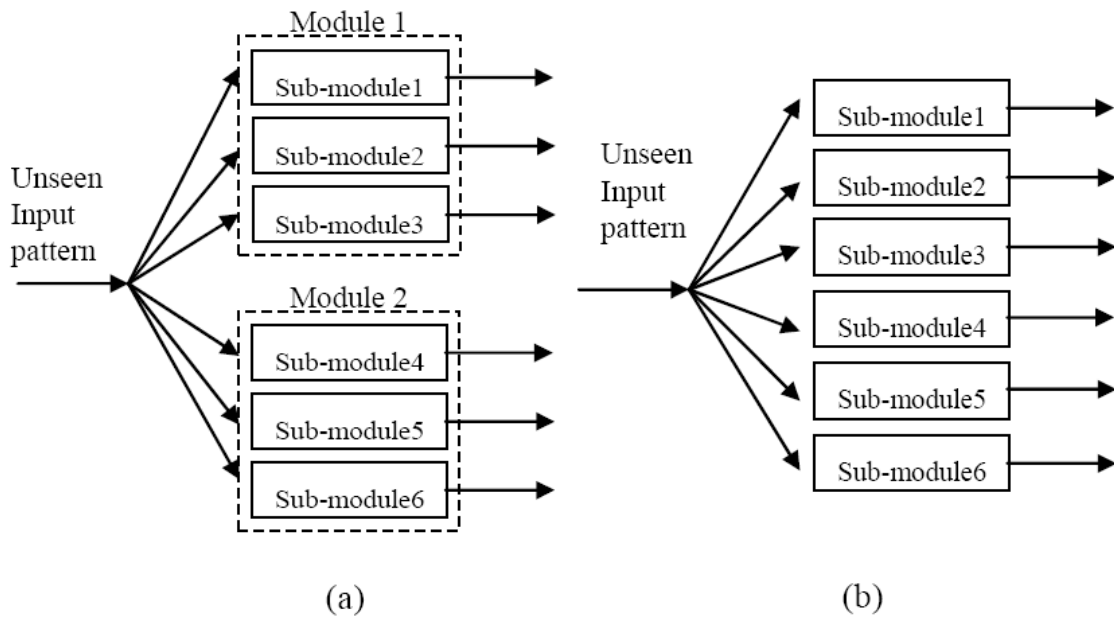 Module 1
Sub-module1
Sub-module2
Sub-module3
Unseen
Input
pattern
Module 2
Sub-module4
Sub-module5
Sub-module6
(a)
Unseen
Input
pattern
Sub-module1
Sub-module2
Sub-module3
Sub-module4
Sub-module5
Sub-module6
(b)